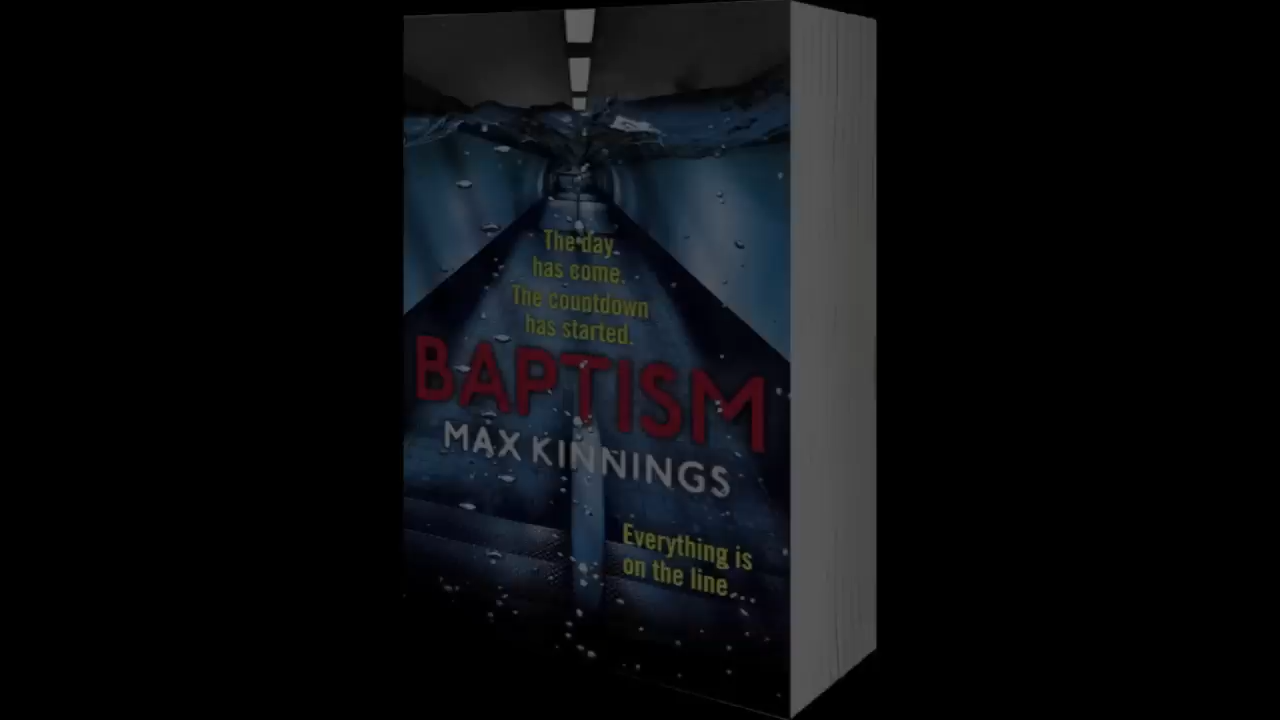 The day
has come.
The countdown
has started.
BAPTISM
MAX KINNINGS
Everything is
on the line...